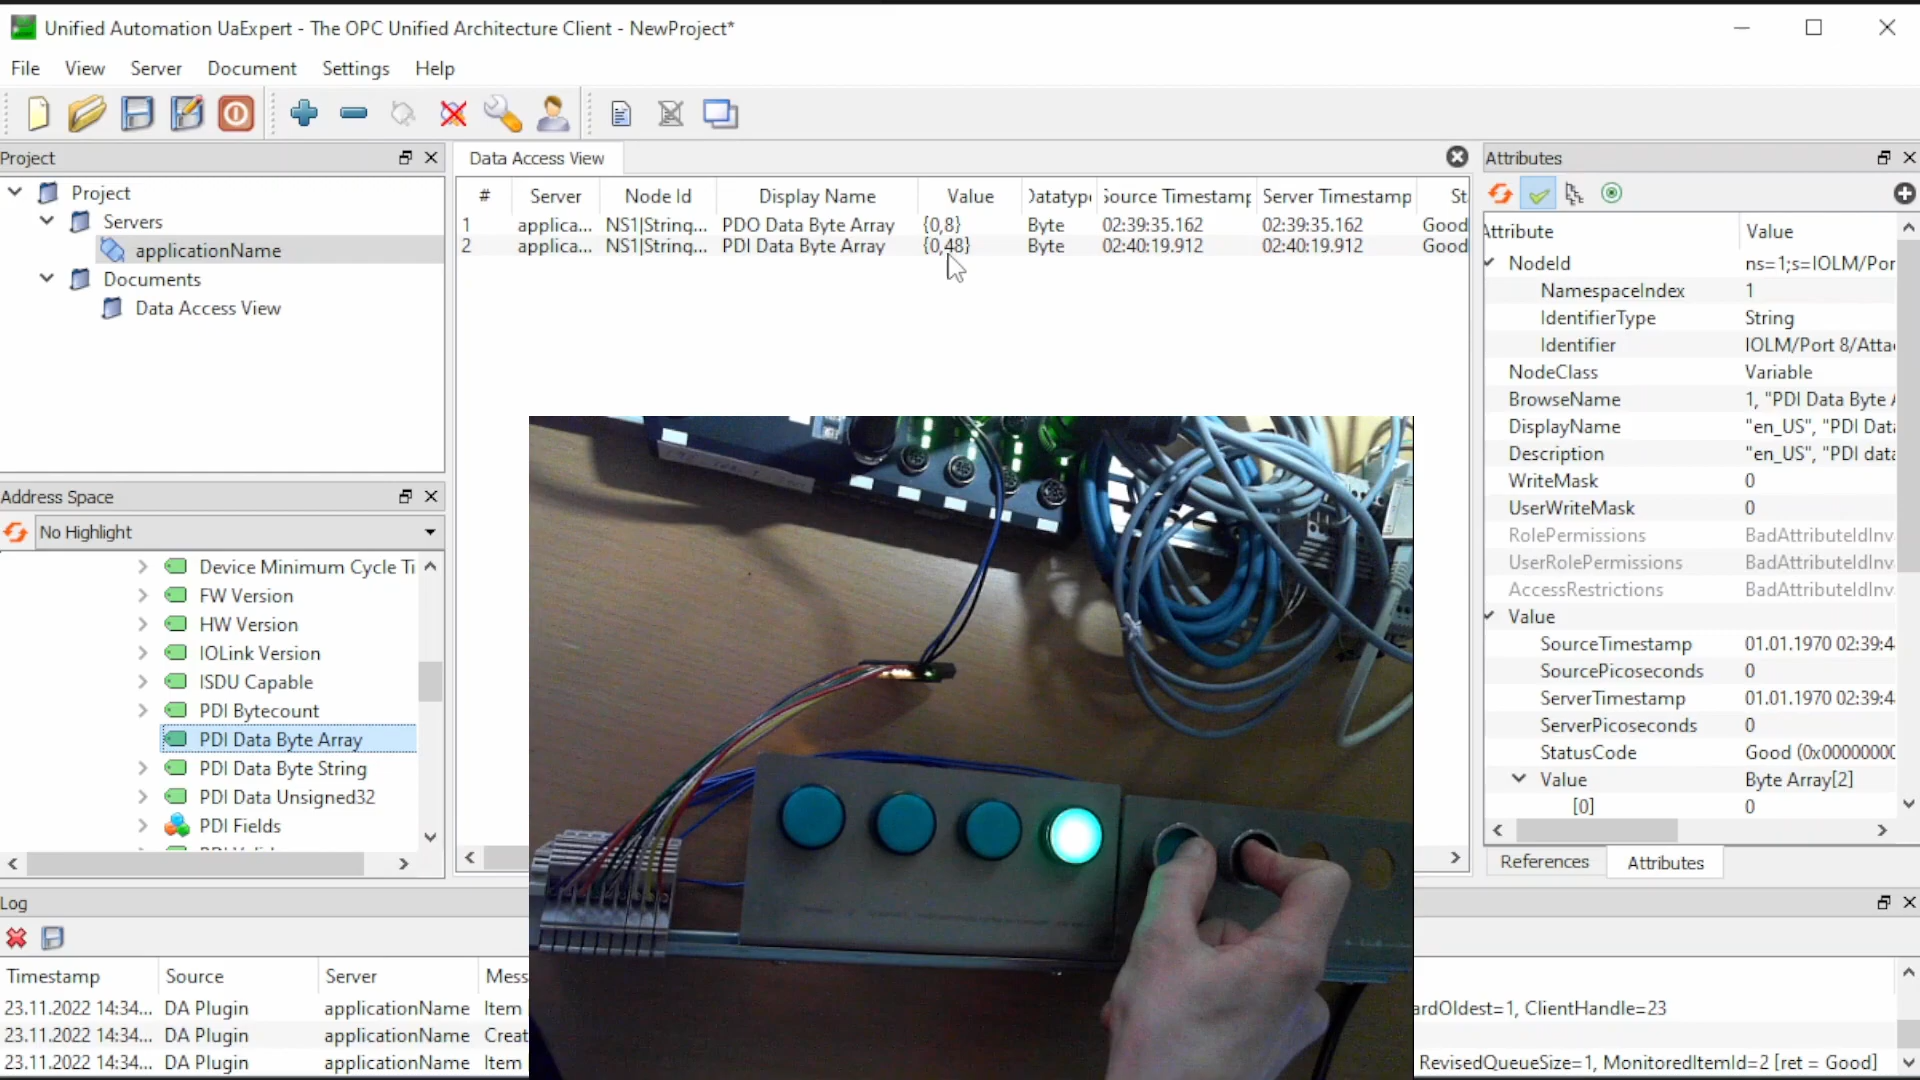 Unified Automation UaExpert - The OPC Unified Architecture Client - NewProject*
File View Server Document Settings Help
Project
Data Access View
Attributes
Project
Servers
applicationName
Documents
Data Access View
# Server Node Id Display Name Value Datatype Source Timestamp Server Timestamp St
1 applica... NS1|String... PDO Data Byte Array {0,8} Byte 02:39:35.162 02:39:35.162 Good
2 applica... NS1|String... PDI Data Byte Array {0,48} Byte 02:40:19.912 02:40:19.912 Good
Attribute Value
NodeId ns=1;s=IOLM/Por
NamespaceIndex 1
IdentifierType String
Identifier IOLM/Port 8/Atta
NodeClass Variable
BrowseName 1, "PDI Data Byte
DisplayName "en_US", "PDI Data
Description "en_US", "PDI data
WriteMask 0
UserWriteMask 0
RolePermissions BadAttributeIdInv
UserRolePermissions BadAttributeIdInv
AccessRestrictions BadAttributeIdInv
Value
SourceTimestamp 01.01.1970 02:39:4
SourcePicoseconds 0
ServerTimestamp 01.01.1970 02:39:4
ServerPicoseconds 0
StatusCode Good (0x00000000
Value Byte Array[2]
[0] 0
References Attributes
Address Space
No Highlight
Device Minimum Cycle Ti
FW Version
HW Version
IOLink Version
ISDU Capable
PDI Bytecount
PDI Data Byte Array
PDI Data Byte String
PDI Data Unsigned32
PDI Fields
Log
Timestamp Source Server Mess
23.11.2022 14:34... DA Plugin applicationName Item
ardOldest=1, ClientHandle=23
23.11.2022 14:34... DA Plugin applicationName Creat
23.11.2022 14:34... DA Plugin applicationName Item
RevisedQueueSize=1, MonitoredItemId=2 [ret = Good]